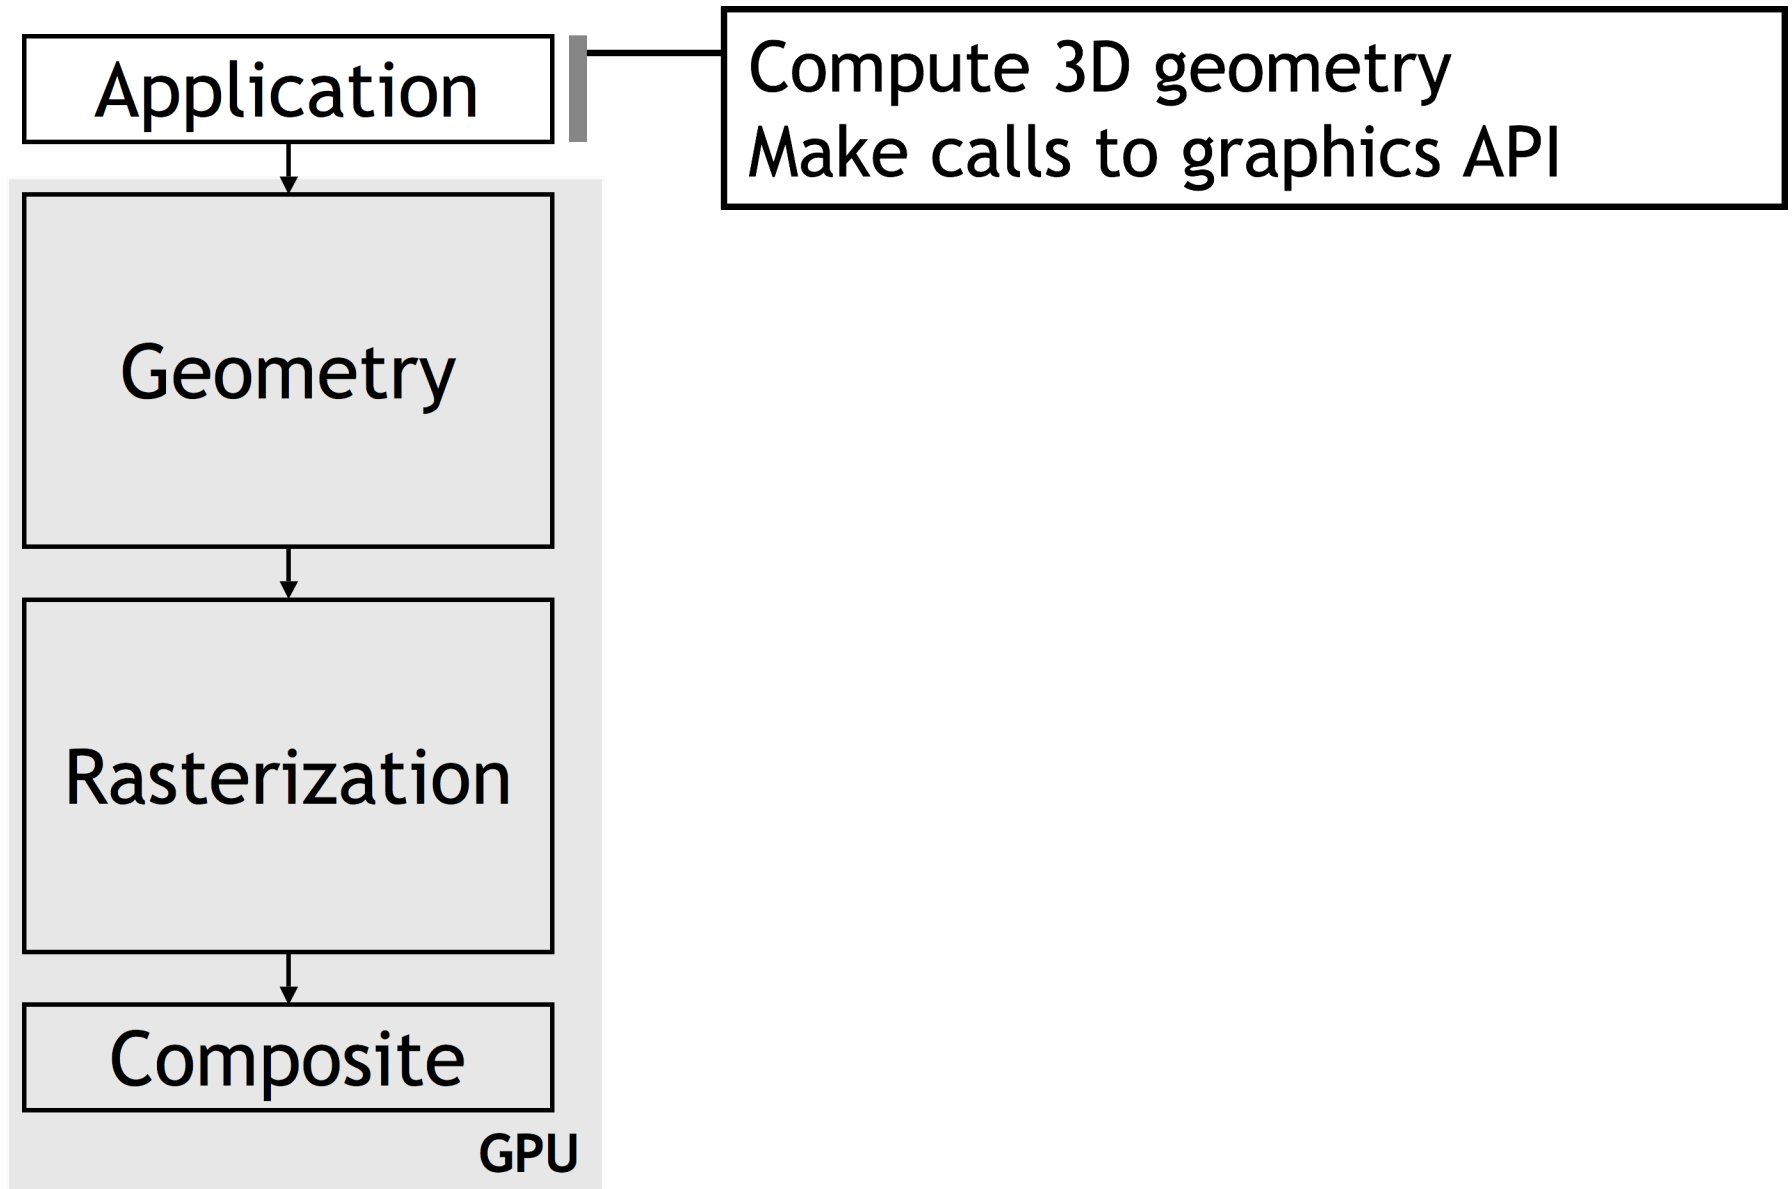 Application
Compute 3D geometry
Make calls to graphics API
Geometry
Rasterization
Composite
GPU